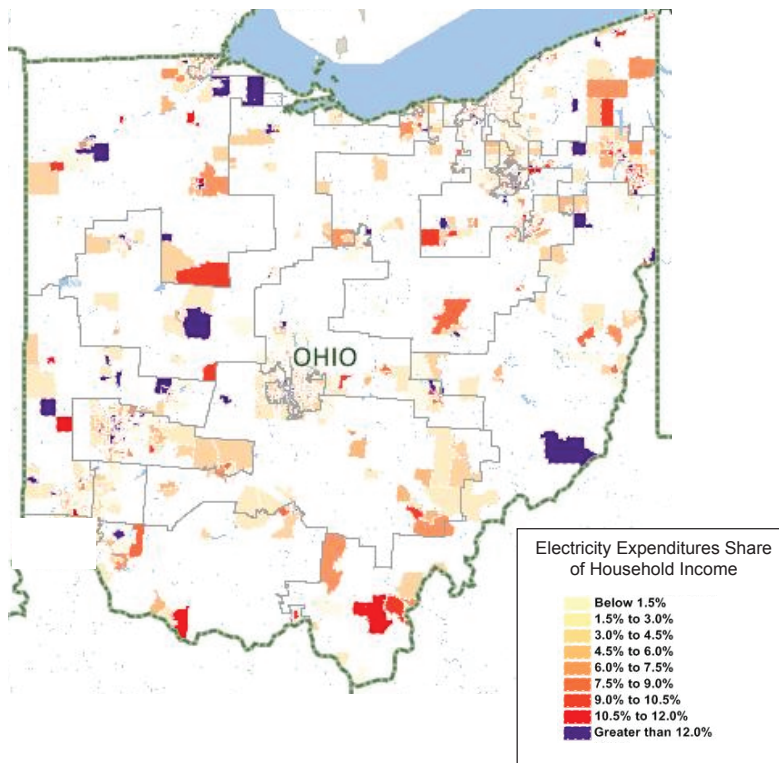 OHIO
Electricity Expenditures Share
of Household Income
Below 1.5%
1.5% to 3.0%
3.0% to 4.5%
4.5% to 6.0%
6.0% to 7.5%
7.5% to 9.0%
9.0% to 10.5%
10.5% to 12.0%
Greater than 12.0%